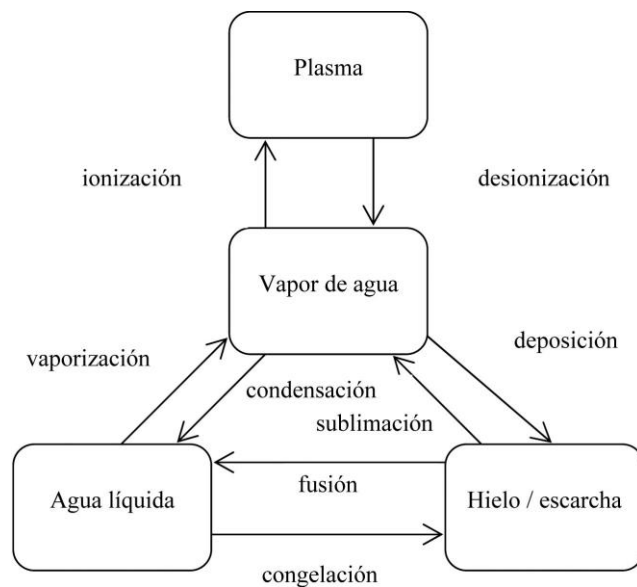 Plasma
ionización
desionización
Vapor de agua
vaporización
deposición
condensación
sublimación
Agua líquida
fusión
Hielo / escarcha
congelación